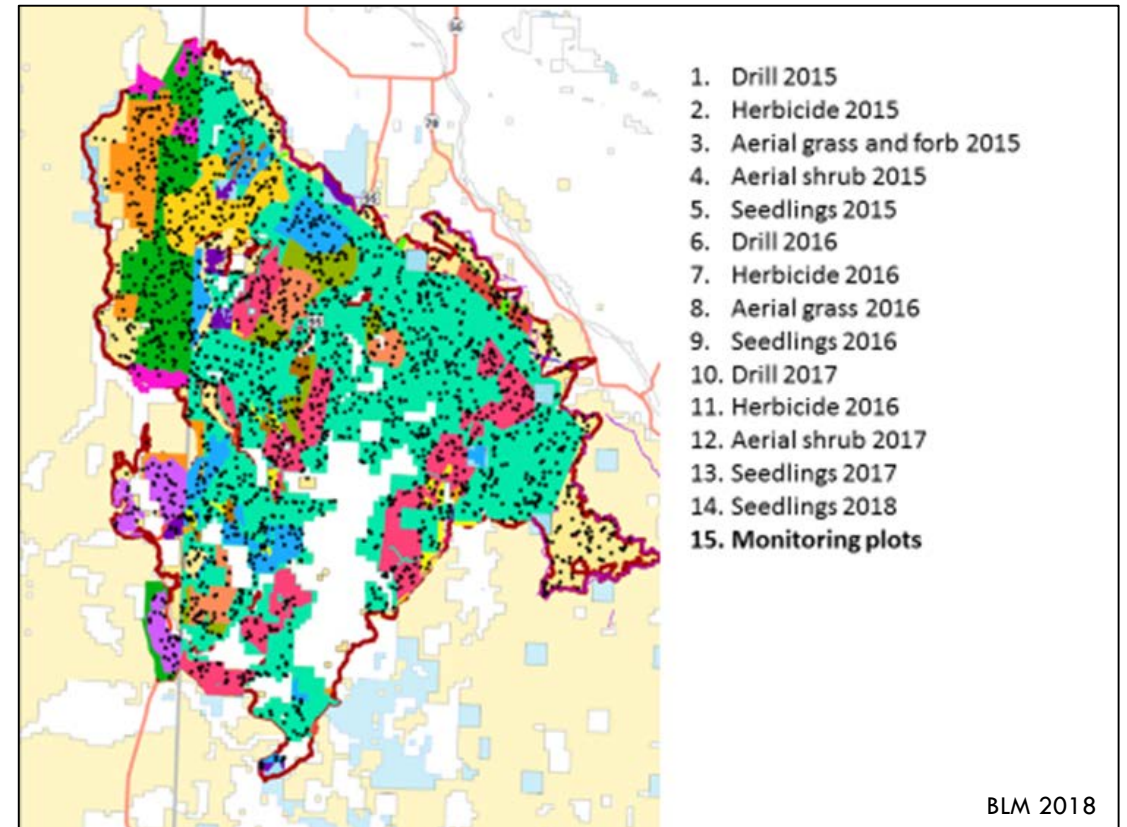 1. Drill 2015
2. Herbicide 2015
3. Aerial grass and forb 2015
4. Aerial shrub 2015
5. Seedlings 2015
6. Drill 2016
7. Herbicide 2016
8. Aerial grass 2016
9. Seedlings 2016
10. Drill 2017
11. Herbicide 2016
12. Aerial shrub 2017
13. Seedlings 2017
14. Seedlings 2018
15. Monitoring plots
78
BLM 2018